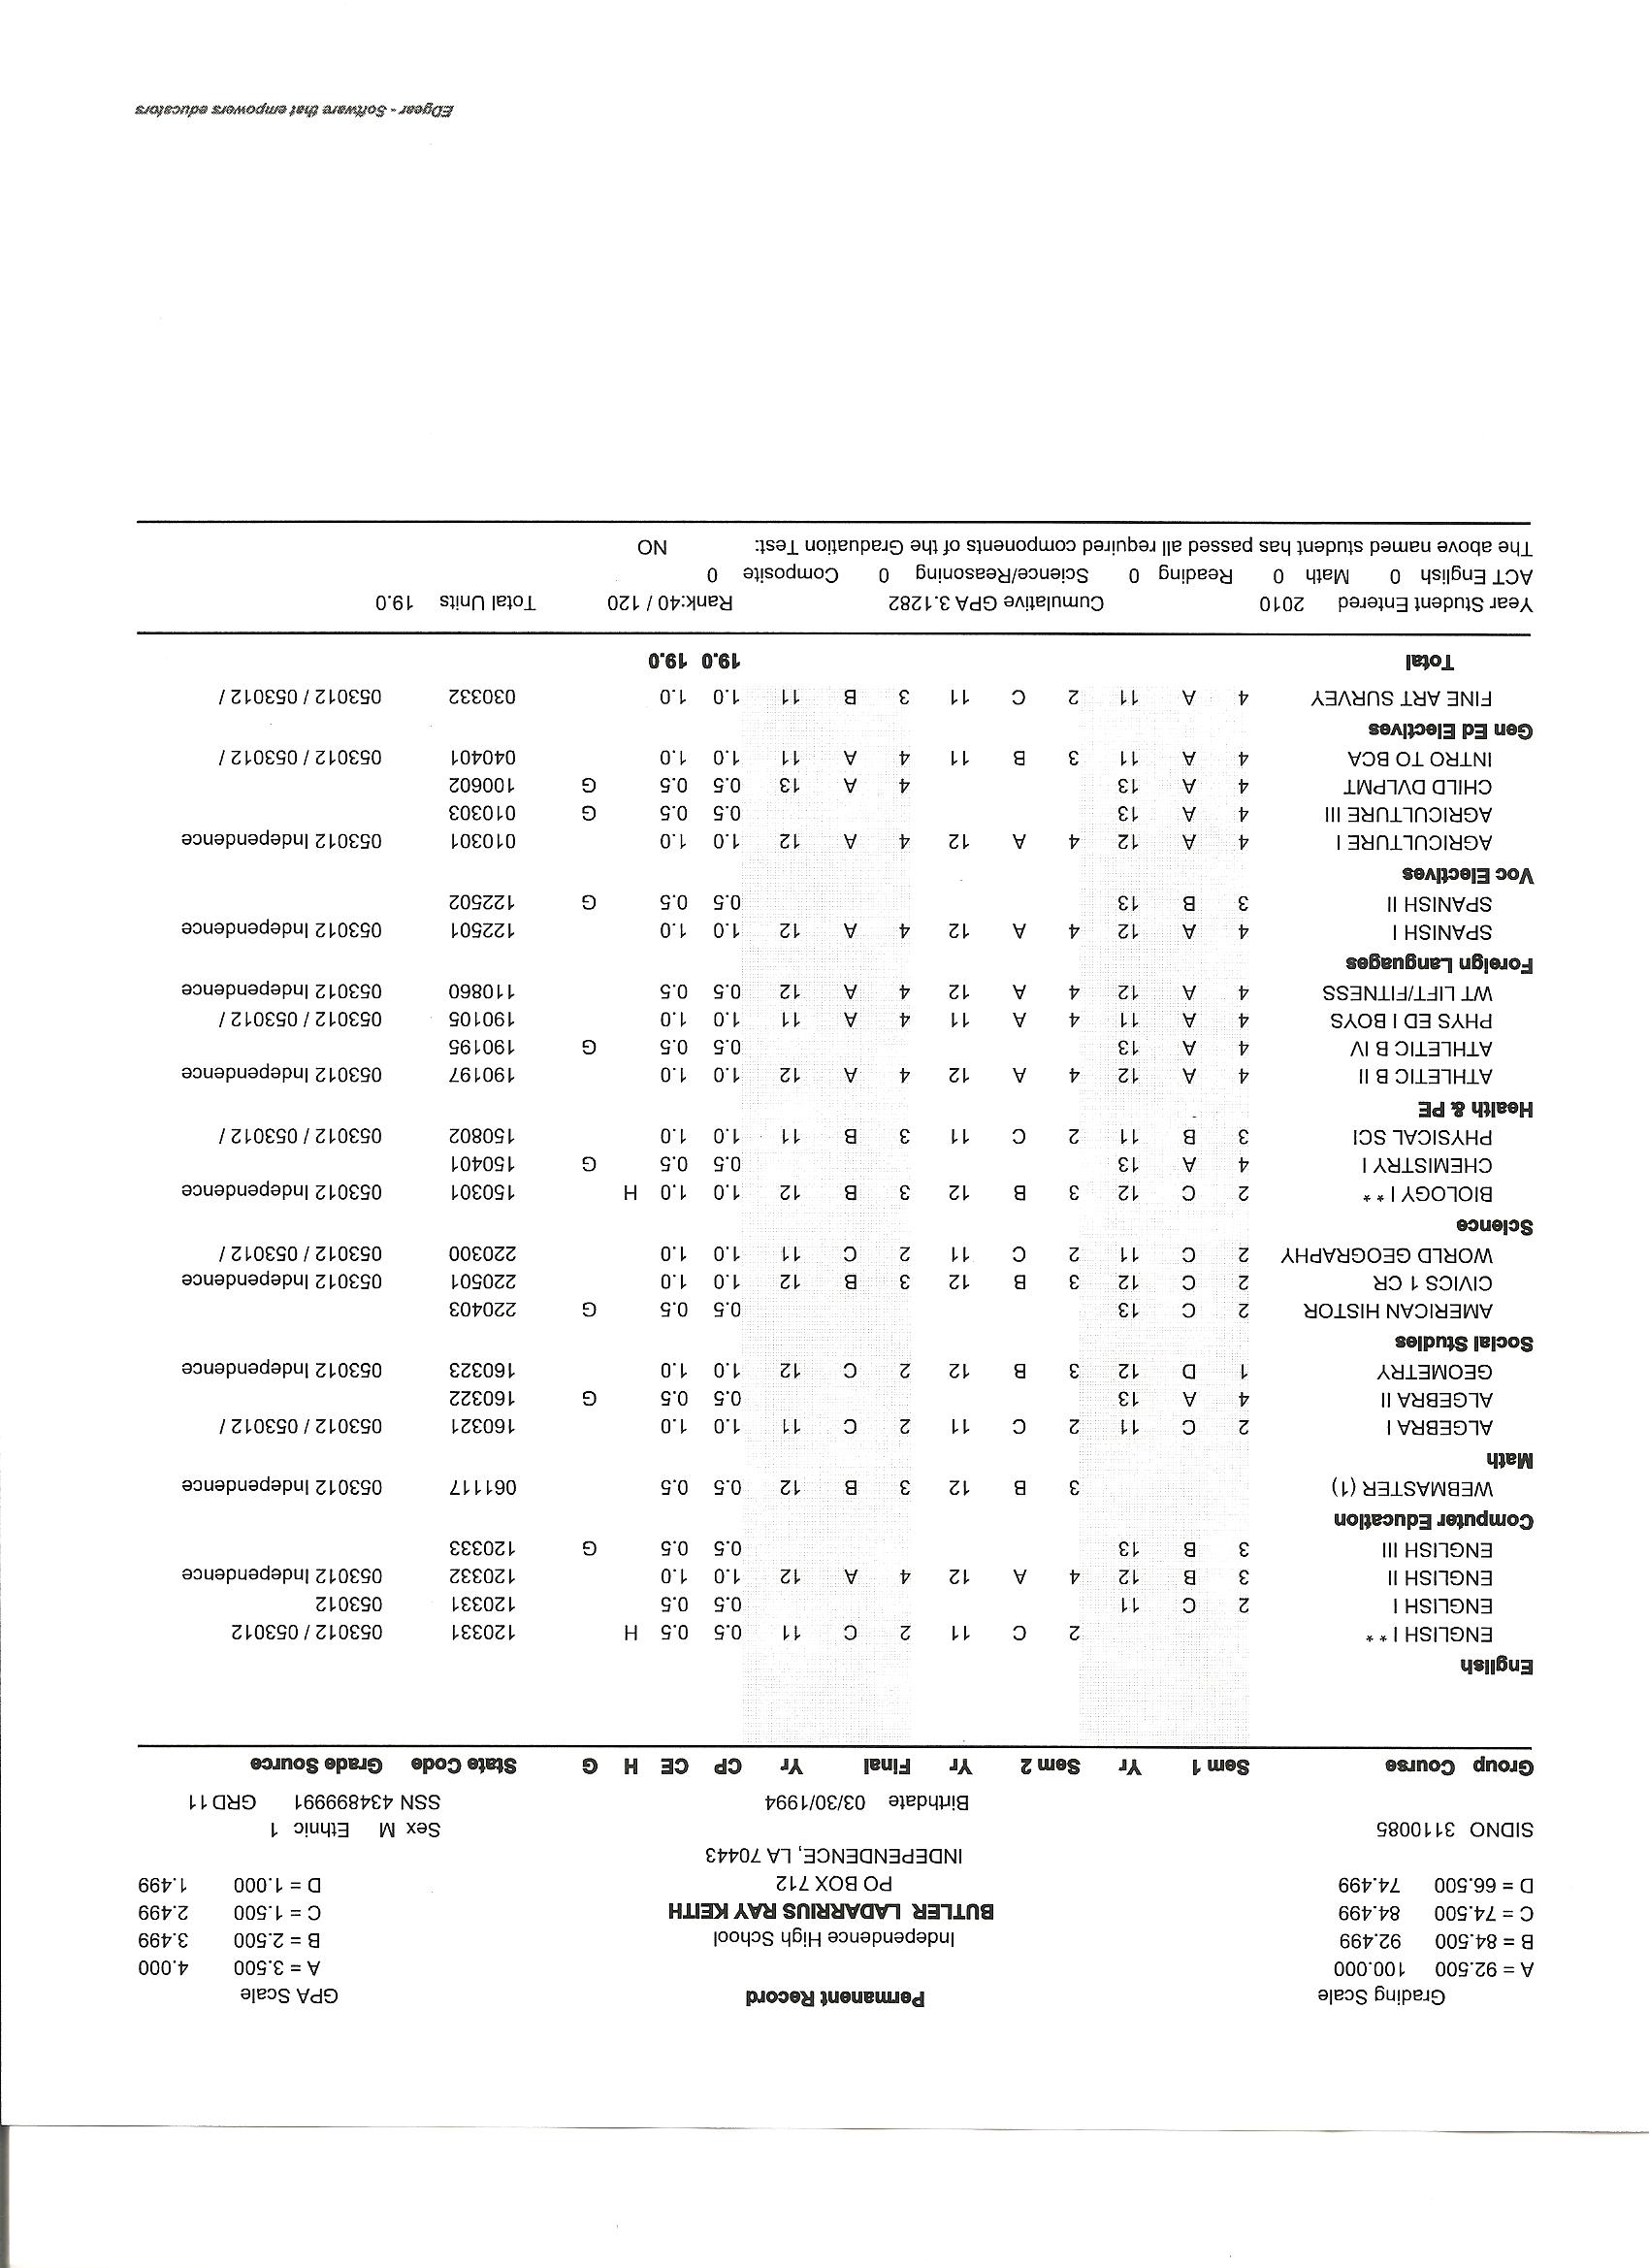 Permanent Record
Grading Scale GPA Scale
A = 92.500 100.000 A = 3.500 4.000
Independence High School
B = 84.500 92.499 B = 2.500 3.499
BUTLER LADARRIUS RAY KEITH
C = 74.500 84.499 C = 1.500 2.499
PO BOX 712
D = 66.500 74.499 D = 1.000 1.499
INDEPENDENCE, LA 70443
SIDNO 3110085 Sex M Ethnic 1
Birthdate 03/30/1994 SSN 434899991 GRD 11
Group Course Sem 1 Yr Sem 2 Yr Final Yr CP CE H G State Code Grade Source
English
ENGLISH I ** 2 C 11 2 C 11 0.5 0.5 H 120331 053012 / 053012
ENGLISH I 2 C 11 0.5 0.5 120331 053012
ENGLISH II 3 B 12 4 A 12 4 A 12 1.0 1.0 120332 053012 Independence
ENGLISH III 3 B 13 0.5 0.5 G 120333
Computer Education
WEBMASTER (1) 3 B 12 3 B 12 0.5 0.5 061117 053012 Independence
Math
ALGEBRA I 2 C 11 2 C 11 2 C 11 1.0 1.0 160321 053012 / 053012 /
ALGEBRA II 4 A 13 0.5 0.5 G 160322
GEOMETRY 1 D 12 3 B 12 2 C 12 1.0 1.0 160323 053012 Independence
Social Studies
AMERICAN HISTOR 2 C 13 0.5 0.5 G 220403
CIVICS 1 CR 2 C 12 3 B 12 3 B 12 1.0 1.0 220501 053012 Independence
WORLD GEOGRAPHY 2 C 11 2 C 11 2 C 11 1.0 1.0 220300 053012 / 053012 /
Science
BIOLOGY I ** 2 C 12 3 B 12 3 B 12 1.0 1.0 H 150301 053012 Independence
CHEMISTRY I 4 A 13 0.5 0.5 G 150401
PHYSICAL SCI 3 B 11 2 C 11 3 B 11 1.0 1.0 150802 053012 / 053012 /
Health & PE
ATHLETIC B II 4 A 12 4 A 12 4 A 12 1.0 1.0 190197 053012 Independence
ATHLETIC B IV 4 A 13 0.5 0.5 G 190195
PHYS ED I BOYS 4 A 11 4 A 11 4 A 11 1.0 1.0 190105 053012 / 053012 /
WT LIFT/FITNESS 4 A 12 4 A 12 4 A 12 0.5 0.5 110860 053012 Independence
Foreign Languages
SPANISH I 4 A 12 4 A 12 4 A 12 1.0 1.0 122501 053012 Independence
SPANISH II 3 B 13 0.5 0.5 G 122502
Voc Electives
AGRICULTURE I 4 A 12 4 A 12 4 A 12 1.0 1.0 010301 053012 Independence
AGRICULTURE III 4 A 13 0.5 0.5 G 010303
CHILD DVLPMT 4 A 13 4 A 13 0.5 0.5 G 100602
INTRO TO BCA 4 A 11 3 B 11 4 A 11 1.0 1.0 040401 053012 / 053012 /
Gen Ed Electives
FINE ART SURVEY 4 A 11 2 C 11 3 B 11 1.0 1.0 030332 053012 / 053012 /
Total 19.0 19.0
Year Student Entered 2010 Cumulative GPA 3.1282 Rank:40 / 120 Total Units 19.0
ACT English 0 Math 0 Reading 0 Science/Reasoning 0 Composite 0
The above named student has passed all required components of the Graduation Test: NO
EDgear - Software that empowers educators